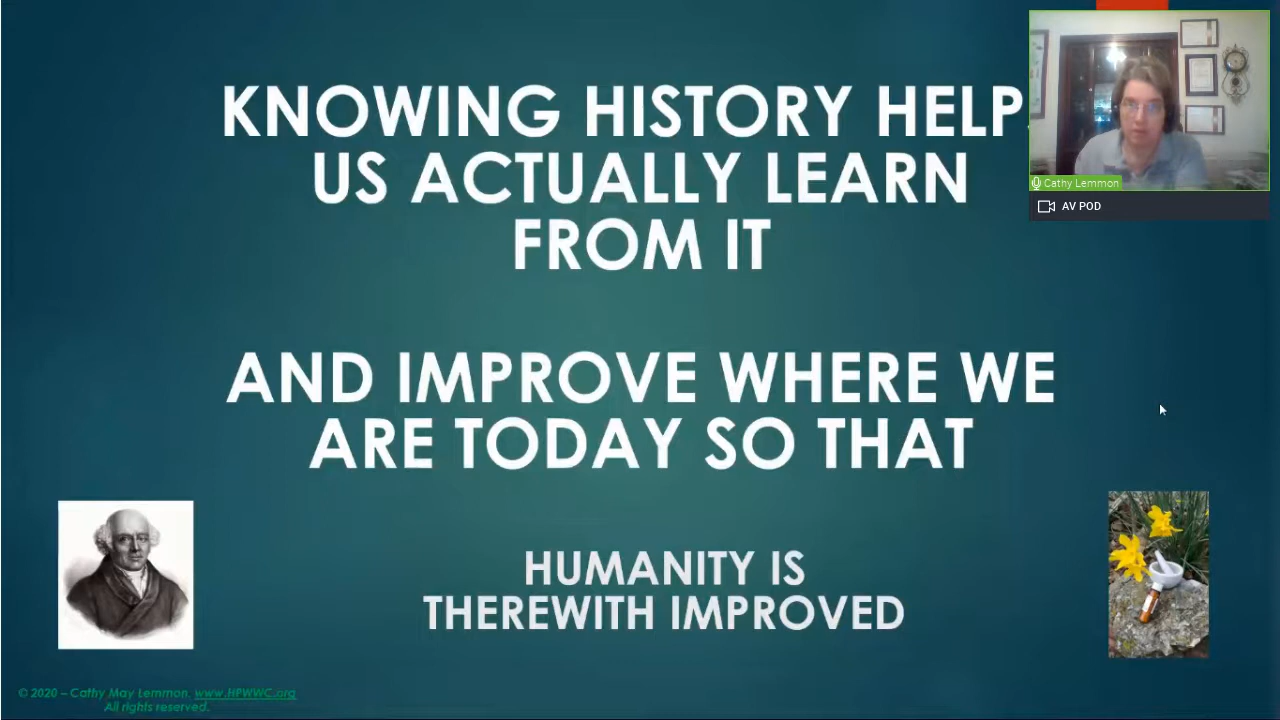 KNOWING HISTORY HELP
US ACTUALLY LEARN
FROM IT
AND IMPROVE WHERE WE
ARE TODAY SO THAT
HUMANITY IS
THEREWITH IMPROVED
Cathy Lemmon
AV POD
© 2020 – Cathy May Lemmon. www.HPWWC.org
All rights reserved.